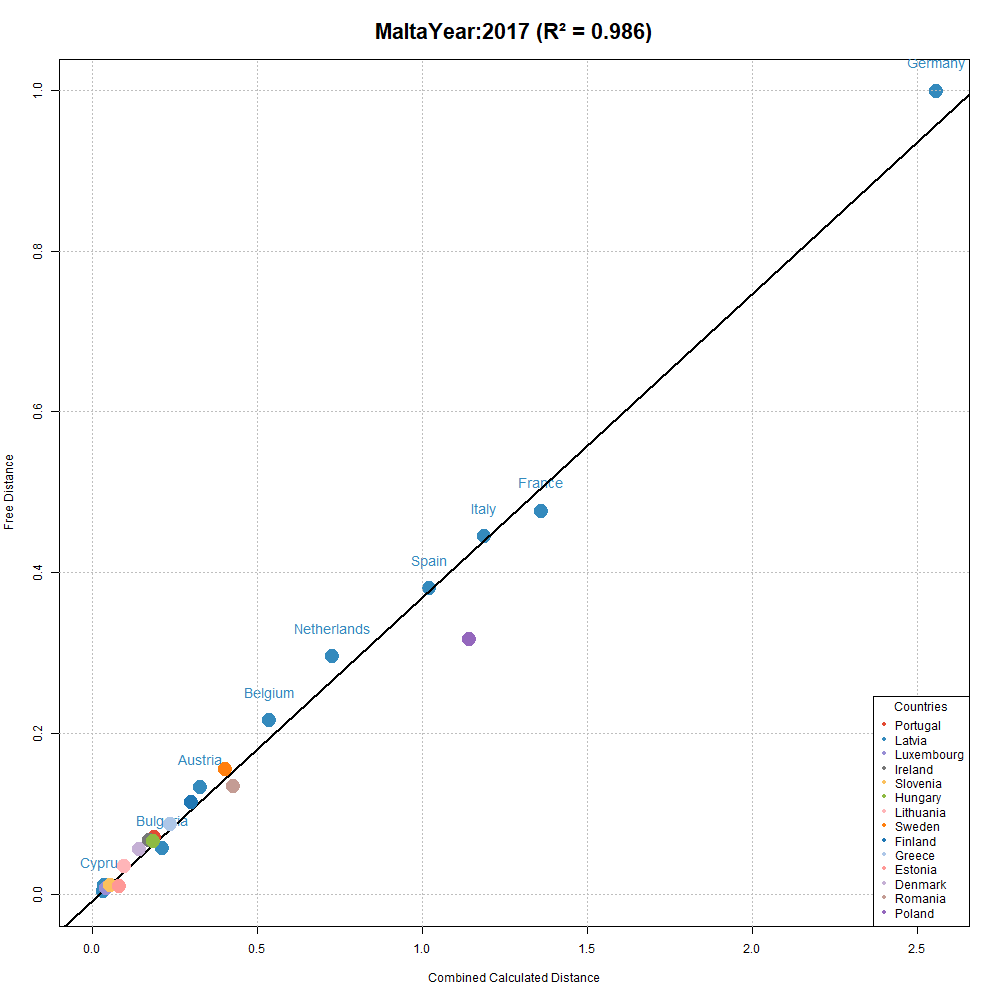 MaltaYear:2017 (R² = 0.986)
Germany
France
Italy
Spain
Netherlands
Belgium
Austria
Bulgaria
Cypru
Free Distance
0.0
0.2
0.4
0.6
0.8
1.0
0.0 0.5 1.0 1.5 2.0 2.5
Combined Calculated Distance
Countries
Portugal
Latvia
Luxembourg
Ireland
Slovenia
Hungary
Lithuania
Sweden
Finland
Greece
Estonia
Denmark
Romania
Poland